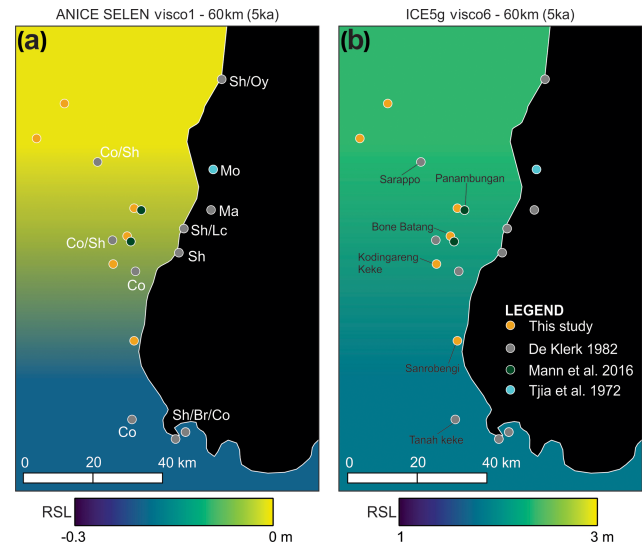 ANICE SELEN visco1 - 60km (5ka)
ICE5g visco6 - 60km (5ka)
(a)
Sh/Oy
Co/Sh
Mo
Ma
Sh/Lc
Co/Sh
Sh
Co
Sh/Br/Co
Co
0 20 40 km
RSL
-0.3 0 m
(b)
Sarappo
Panambungan
Bone Batang
Kodingareng
Keke
LEGEND
This study
De Klerk 1982
Mann et al. 2016
Tjia et al. 1972
Sanrobengi
Tanah keke
0 20 40 km
RSL
1 3 m